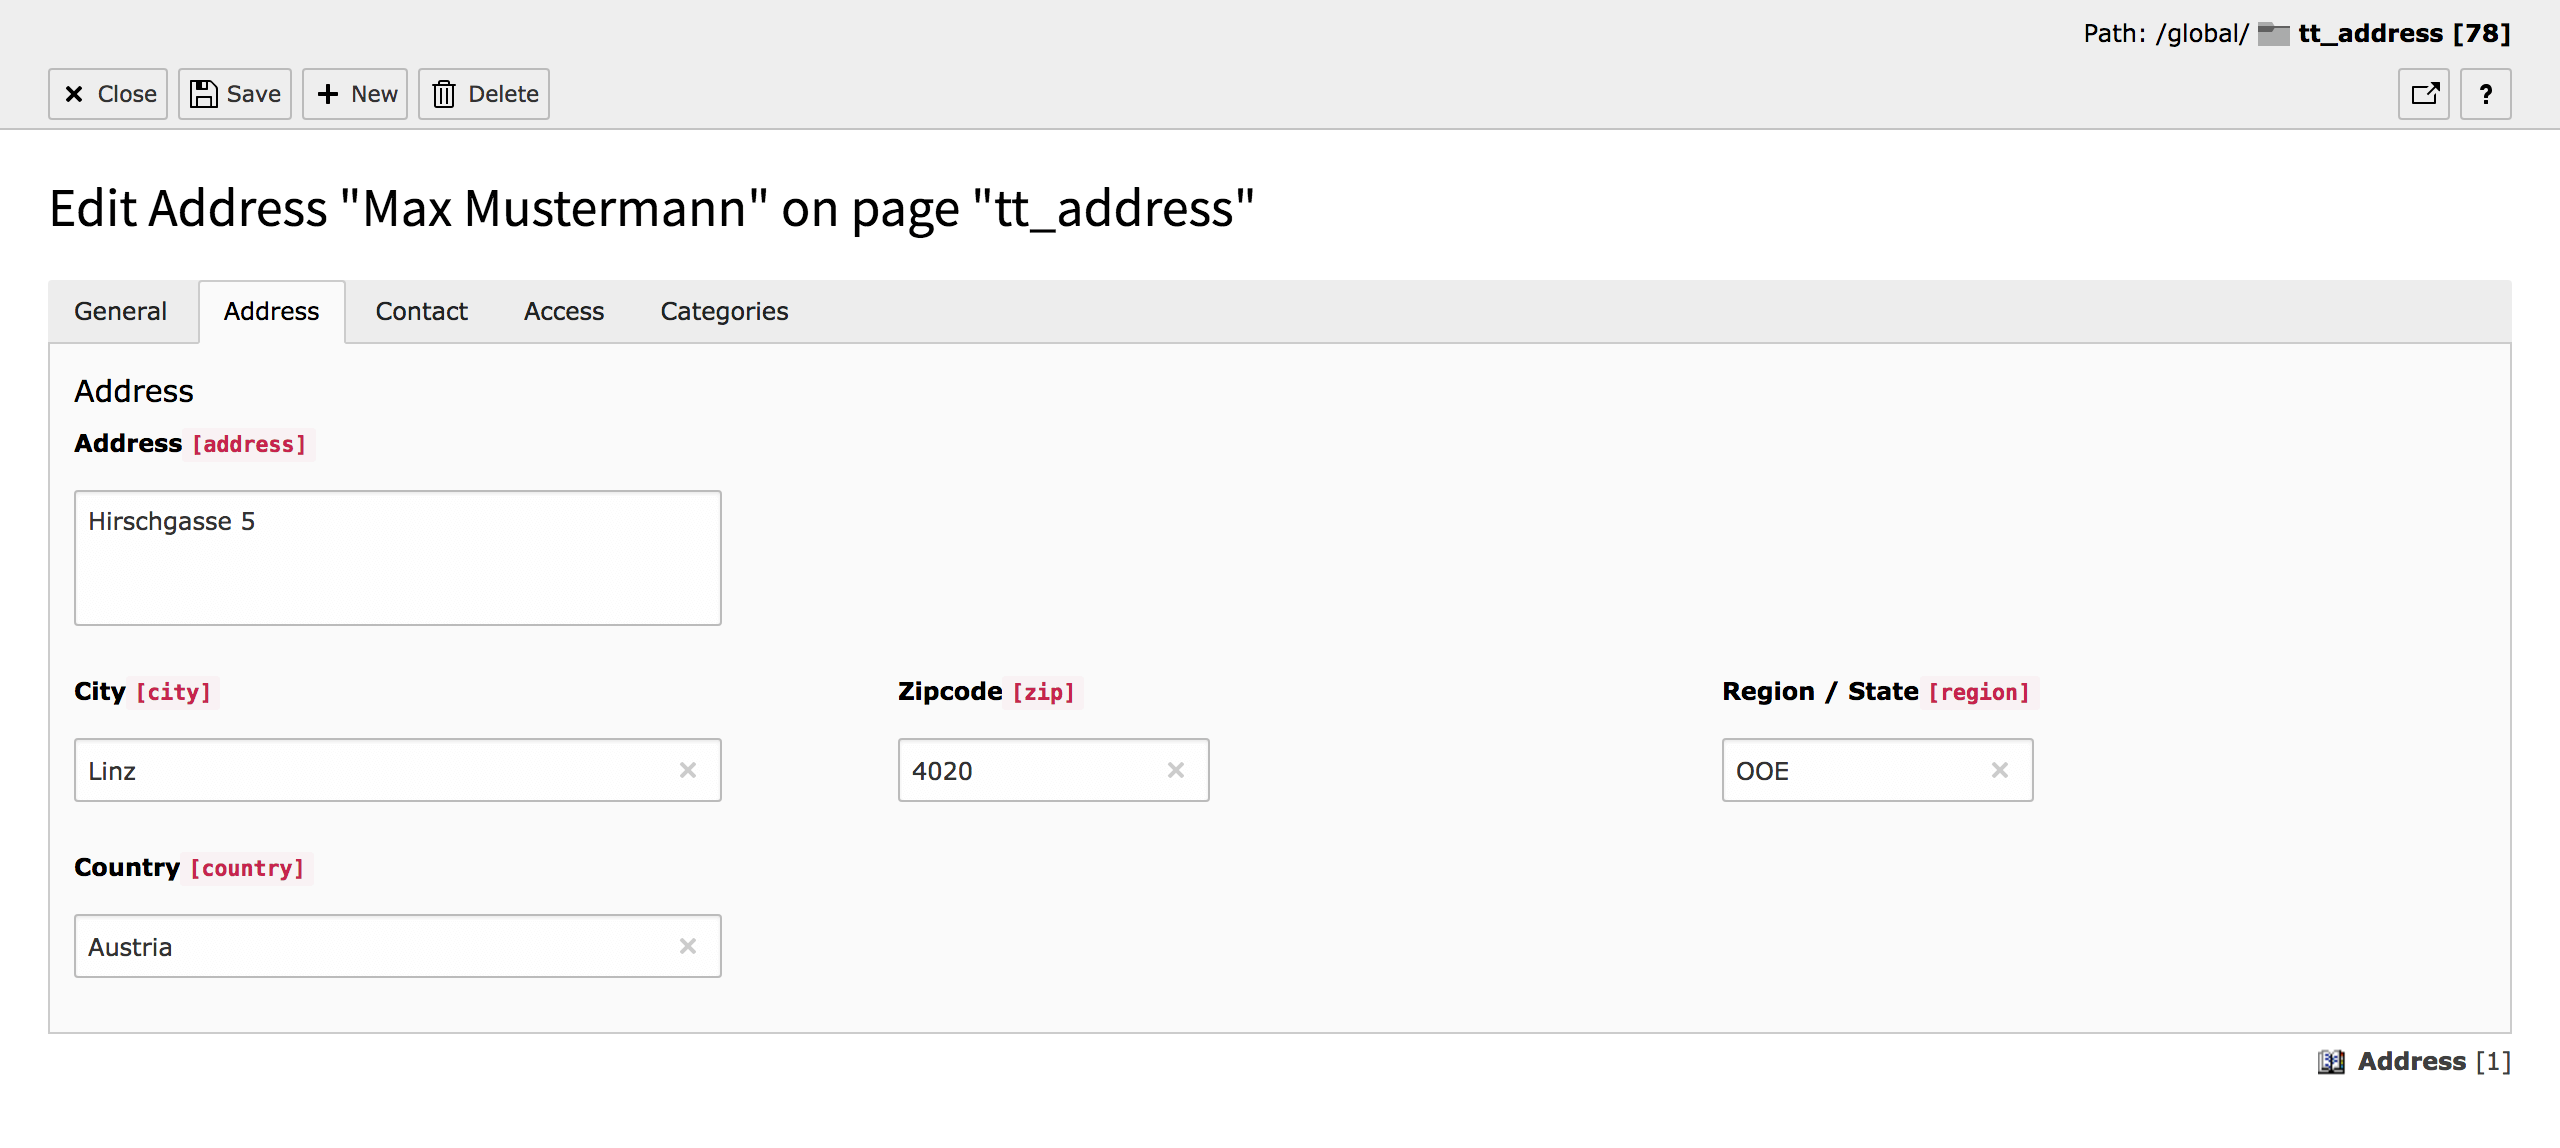 Path: /global/ tt_address [78]
Close Save New Delete ?
Edit Address "Max Mustermann" on page "tt_address"
General Address Contact Access Categories
Address
Address [address]
Hirschgasse 5
City [city] Zipcode [zip] Region / State [region]
Linz 4020 OOE
Country [country]
Austria
Address [1]